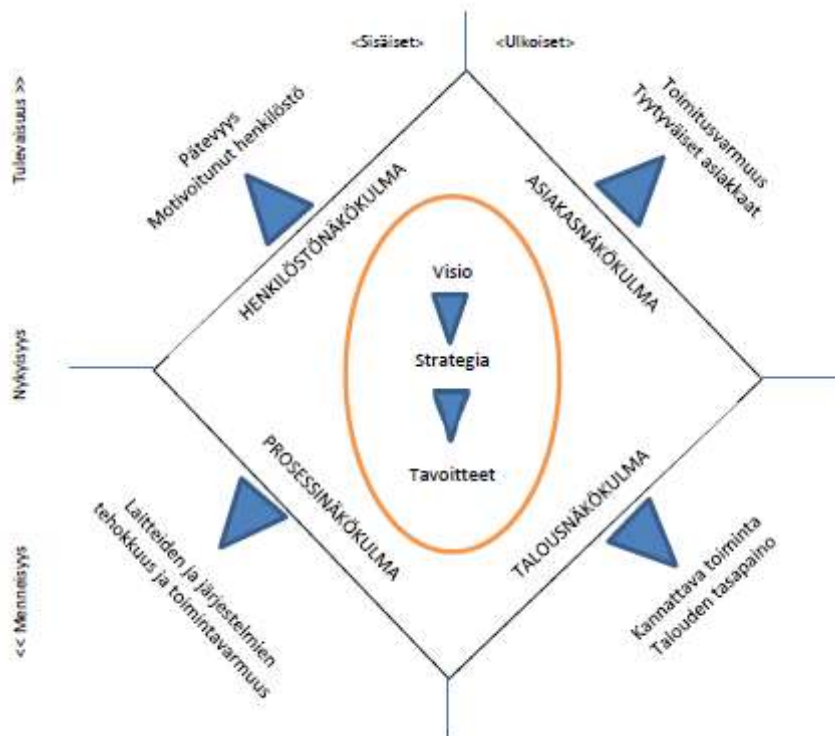 <Sisäiset>
<Ulkoiset>
Tulevaisuus >>
Nykyisyys
<< Menneisyys
Pätevyys
Motivoitunut henkilöstö
HENKILÖSTÖNÄKÖKULMA
Toimitusvarmuus
Tyytyväiset asiakkaat
ASIAKASNÄKÖKULMA
Visio
Strategia
Tavoitteet
PROSESSINÄKÖKULMA
Laitteiden ja järjestelmien
tehokkuus ja toimintavarmuus
TALOUSNÄKÖKULMA
Kannattava toiminta
Talouden tasapaino